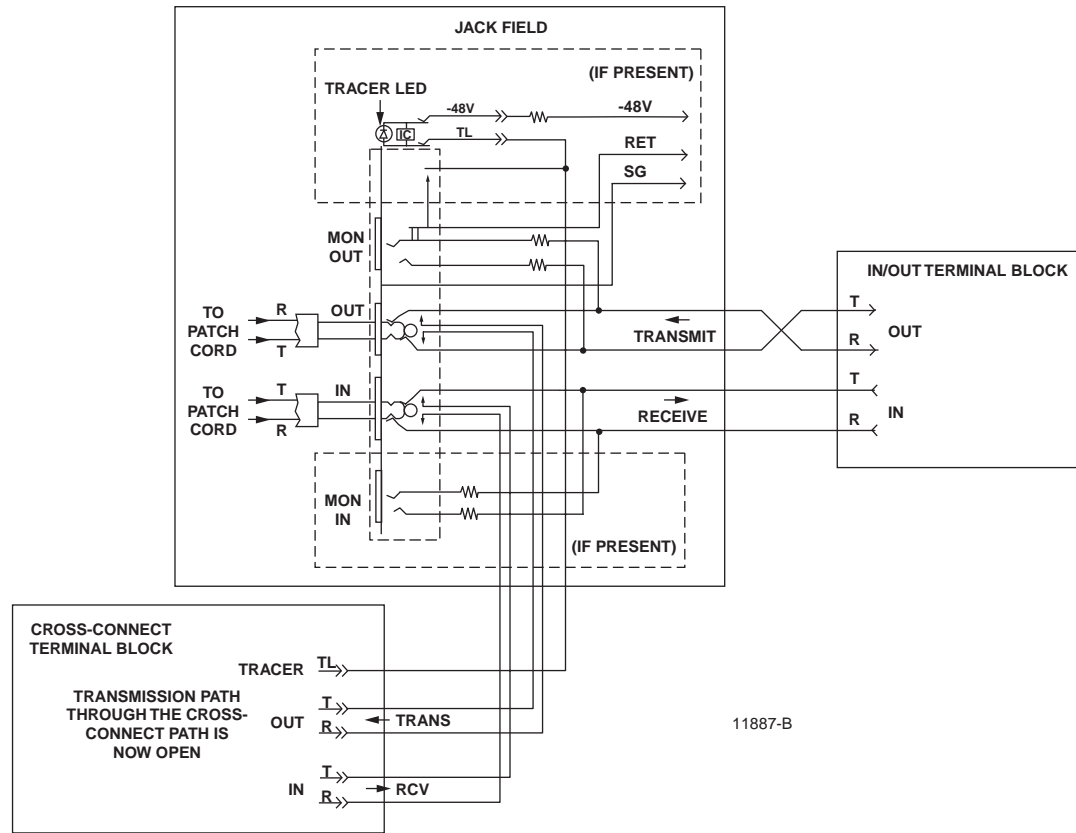 JACK FIELD
(IF PRESENT)
TRACER LED
-48V
-48V
IC
TL
RET
SG
MON
OUT
IN/OUT TERMINAL BLOCK
TO
PATCH
CORD
R
T
OUT
TRANSMIT
T
R
OUT
TO
PATCH
CORD
T
R
IN
RECEIVE
T
R
IN
MON
IN
(IF PRESENT)
CROSS-CONNECT
TERMINAL BLOCK
TRACER
TL
TRANSMISSION PATH
THROUGH THE CROSS-
CONNECT PATH IS
NOW OPEN
OUT
T
R
TRANS
IN
T
R
RCV
11887-B